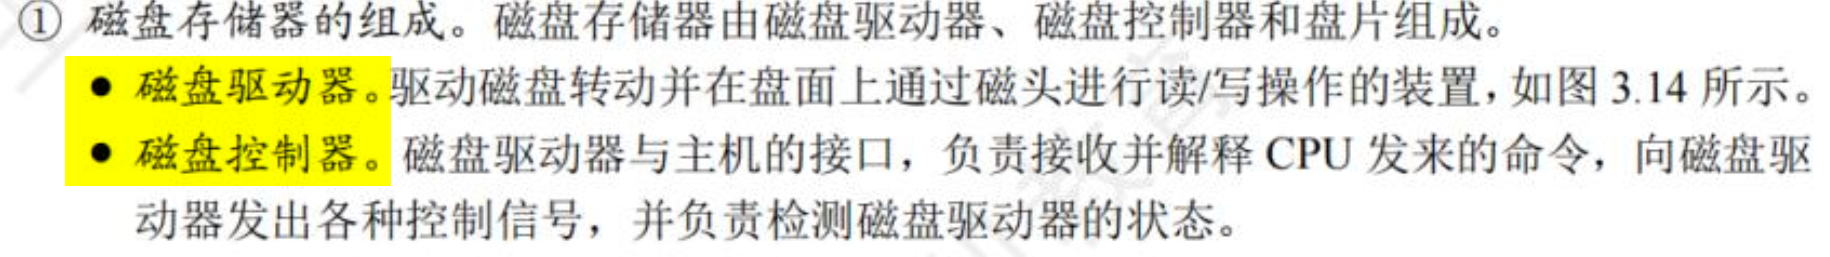 ① 磁盘存储器的组成。磁盘存储器由磁盘驱动器、磁盘控制器和盘片组成。
● 磁盘驱动器。驱动磁盘转动并在盘面上通过磁头进行读/写操作的装置，如图 3.14 所示。
● 磁盘控制器。磁盘驱动器与主机的接口，负责接收并解释 CPU 发来的命令，向磁盘驱
动器发出各种控制信号，并负责检测磁盘驱动器的状态。